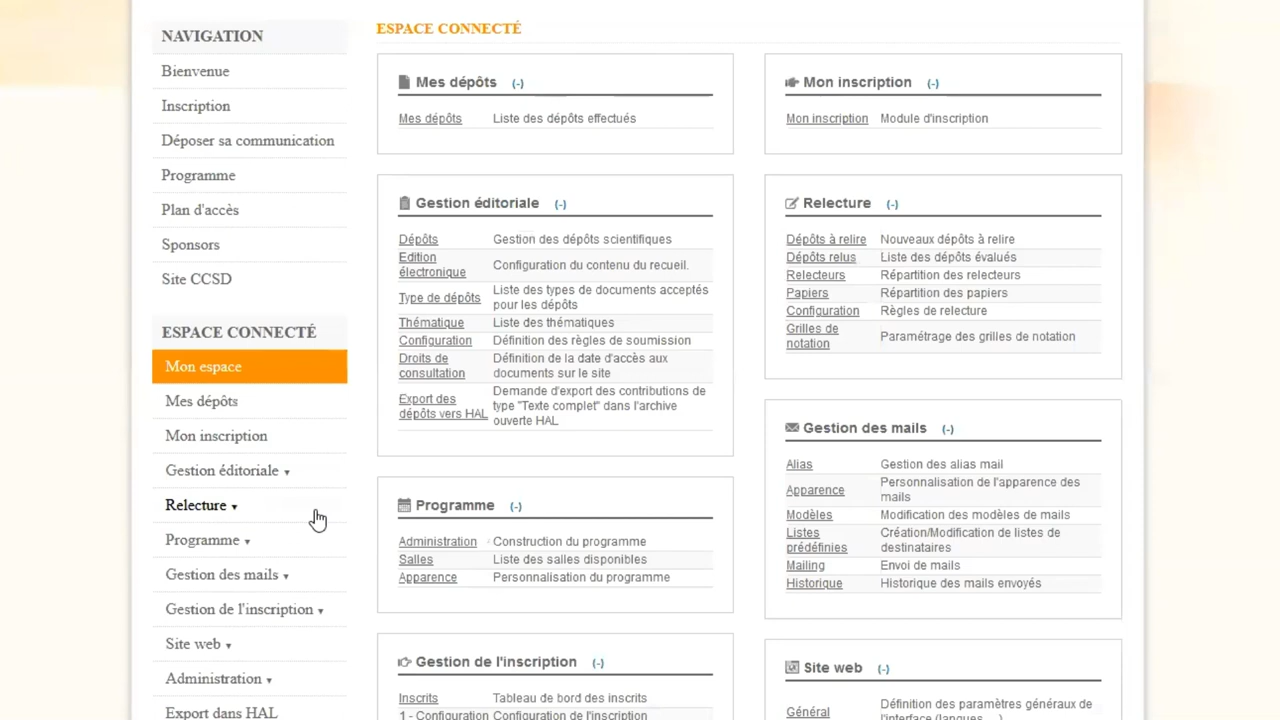 NAVIGATION
Bienvenue
Inscription
Déposer sa communication
Programme
Plan d'accès
Sponsors
Site CCSD
ESPACE CONNECTÉ
Mon espace
Mes dépôts
Mon inscription
Gestion éditoriale ▾
Relecture ▾
Programme ▾
Gestion des mails ▾
Gestion de l'inscription ▾
Site web ▾
Administration ▾
Export dans HAL
ESPACE CONNECTÉ
Mes dépôts (-)
Mes dépôts Liste des dépôts effectués
Gestion éditoriale (-)
Dépôts Gestion des dépôts scientifiques
Edition
électronique Configuration du contenu du recueil.
Type de dépôts Liste des types de documents acceptés
pour les dépôts
Thématique Liste des thématiques
Configuration Définition des règles de soumission
Droits de
consultation Définition de la date d'accès aux
documents sur le site
Export des
dépôts vers HAL Demande d'export des contributions de
type "Texte complet" dans l'archive
ouverte HAL
Programme (-)
Administration Construction du programme
Salles Liste des salles disponibles
Apparence Personnalisation du programme
Gestion de l'inscription (-)
Inscrits Tableau de bord des inscrits
1 - Configuration Configuration de l'inscription
Mon inscription (-)
Mon inscription Module d'inscription
Relecture (-)
Dépôts à relire Nouveaux dépôts à relire
Dépôts relus Liste des dépôts évalués
Relecteurs Répartition des relecteurs
Papiers Répartition des papiers
Configuration Règles de relecture
Grilles de
notation Paramétrage des grilles de notation
Gestion des mails (-)
Alias Gestion des alias mail
Apparence Personnalisation de l'apparence des
mails
Modèles Modification des modèles de mails
Listes
prédéfinies Création/Modification de listes de
destinataires
Mailing Envoi de mails
Historique Historique des mails envoyés
Site web (-)
Général Définition des paramètres généraux de
l'interface (langues, ...)